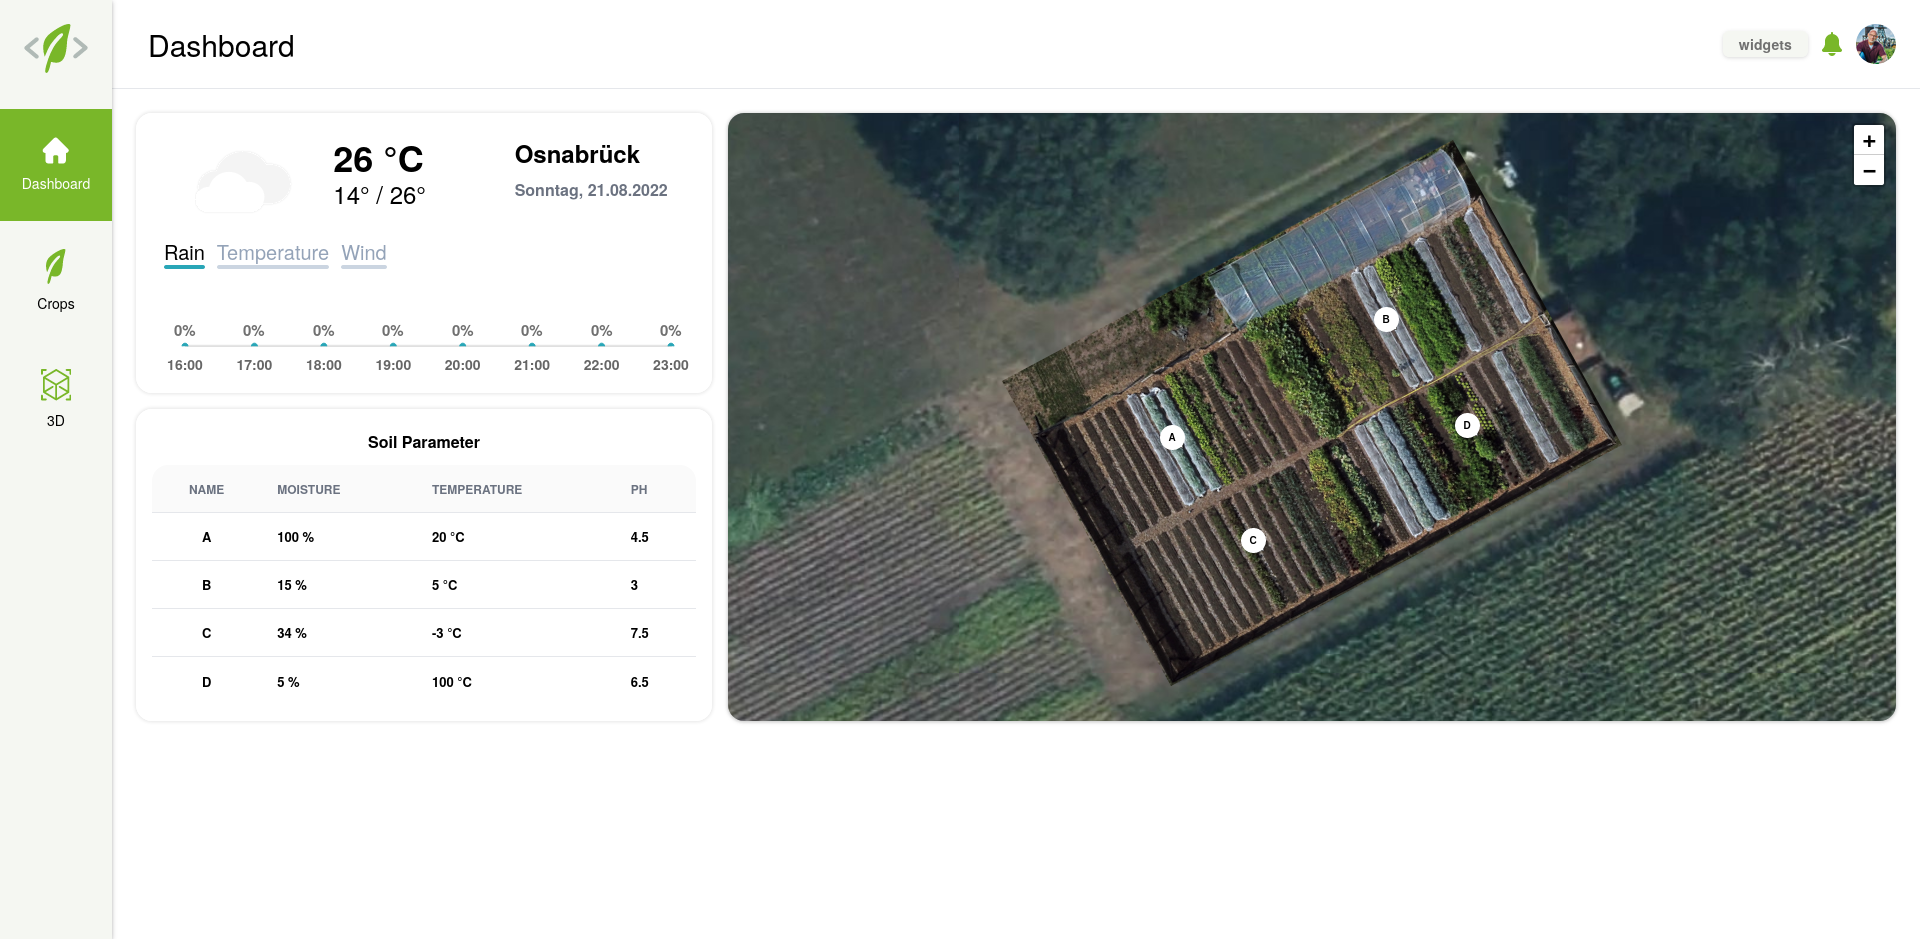 Dashboard
widgets
Dashboard
Crops
3D
26 °C
14° / 26°
Osnabrück
Sonntag, 21.08.2022
Rain Temperature Wind
0% 0% 0% 0% 0% 0% 0% 0%
16:00 17:00 18:00 19:00 20:00 21:00 22:00 23:00
Soil Parameter
NAME MOISTURE TEMPERATURE PH
A 100 % 20 °C 4.5
B 15 % 5 °C 3
C 34 % -3 °C 7.5
D 5 % 100 °C 6.5
+
−
B
D
A
C